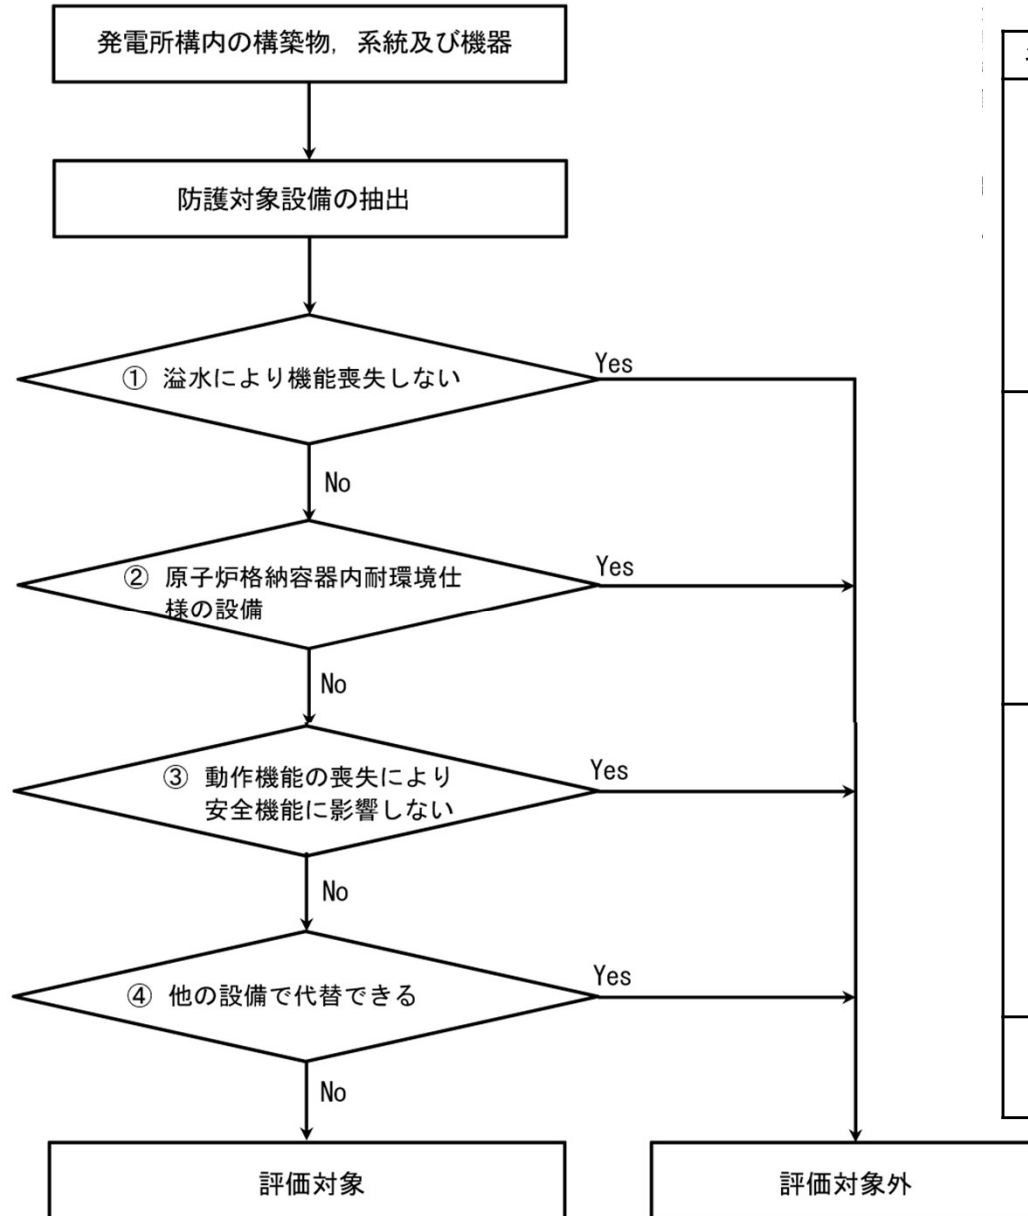 発電所構内の構築物，系統及び機器
防護対象設備の抽出
① 溢水により機能喪失しない
Yes
No
② 原子炉格納容器内耐環境仕
様の設備
Yes
No
③ 動作機能の喪失により
安全機能に影響しない
Yes
No
④ 他の設備で代替できる
Yes
No
評価対象
評価対象外